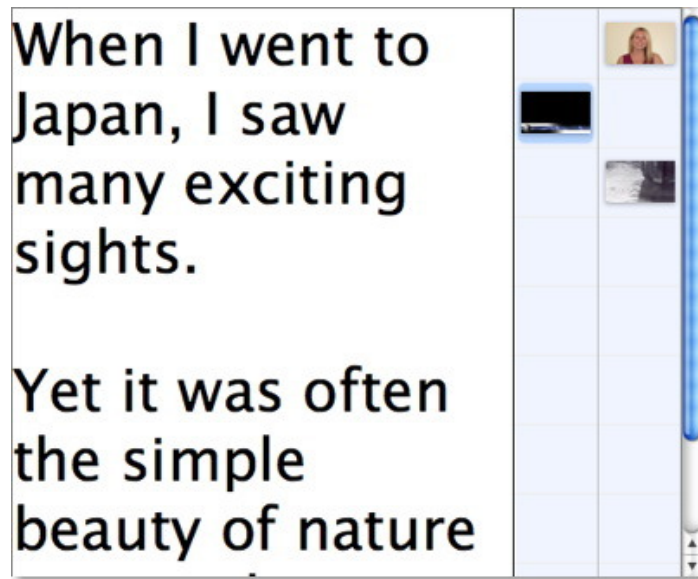 When I went to
Japan, I saw
many exciting
sights.
Yet it was often
the simple
beauty of nature